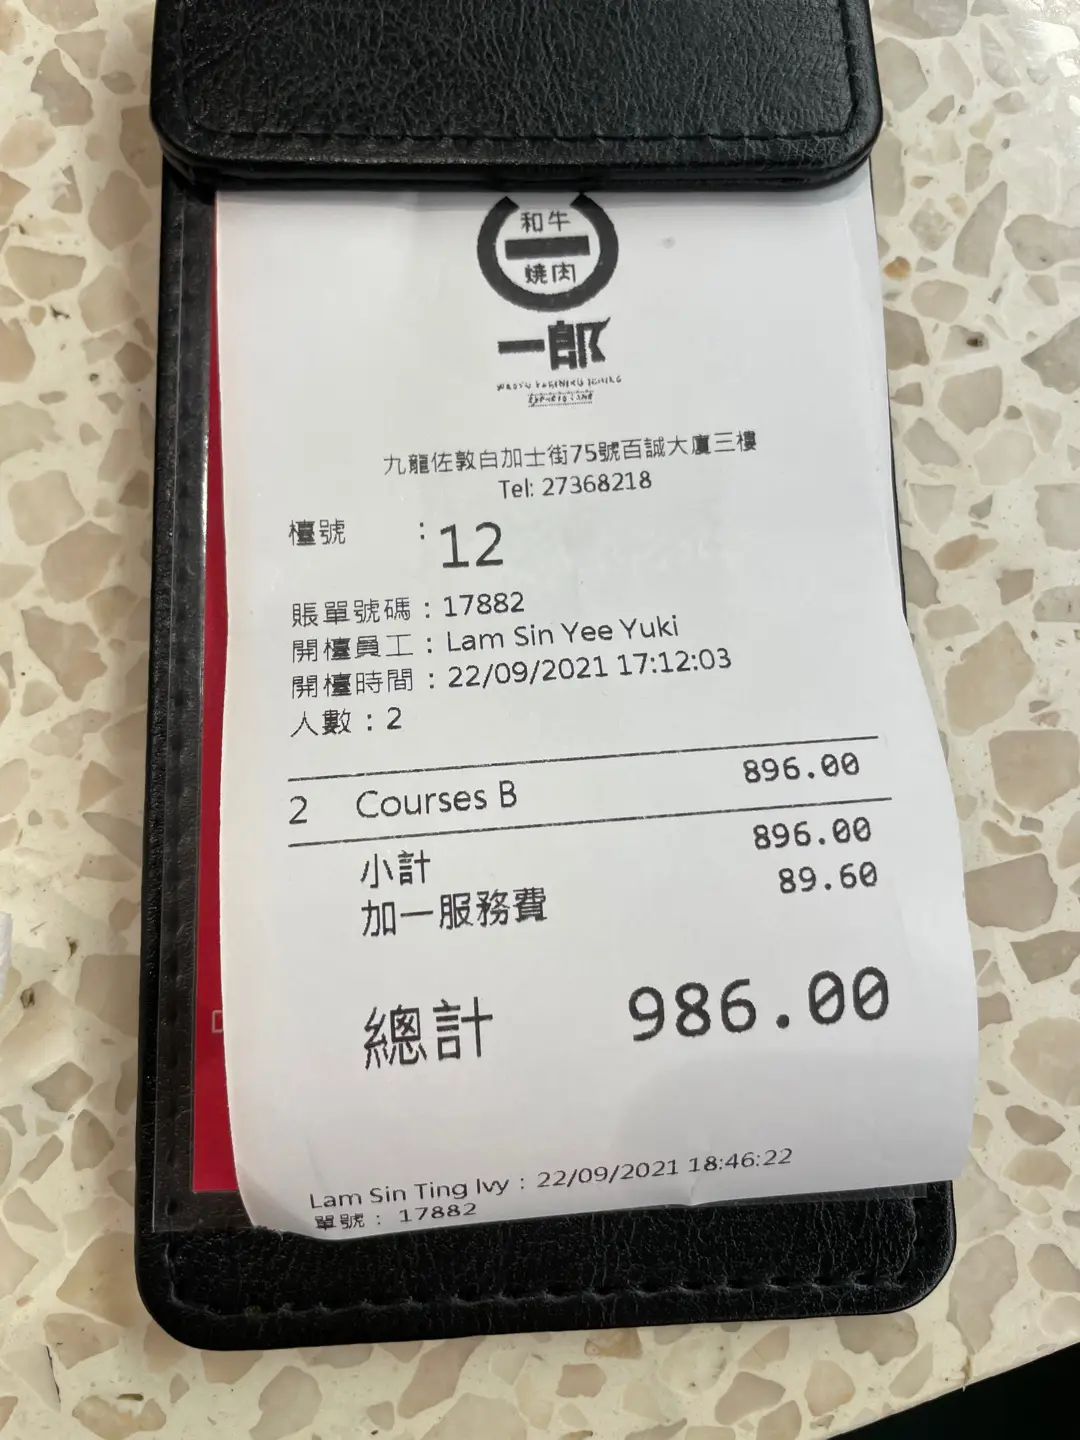 和牛
燒肉
一郎
九龍佐敦白加士街75號百誠大廈三樓
Tel: 27368218
檯號 : 12
賬單號碼 : 17882
開檯員工 : Lam Sin Yee Yuki
開檯時間 : 22/09/2021 17:12:03
人數 : 2
2 Courses B 896.00
小計 896.00
加一服務費 89.60
總計 986.00
Lam Sin Ting Ivy : 22/09/2021 18:46:22
單號 : 17882